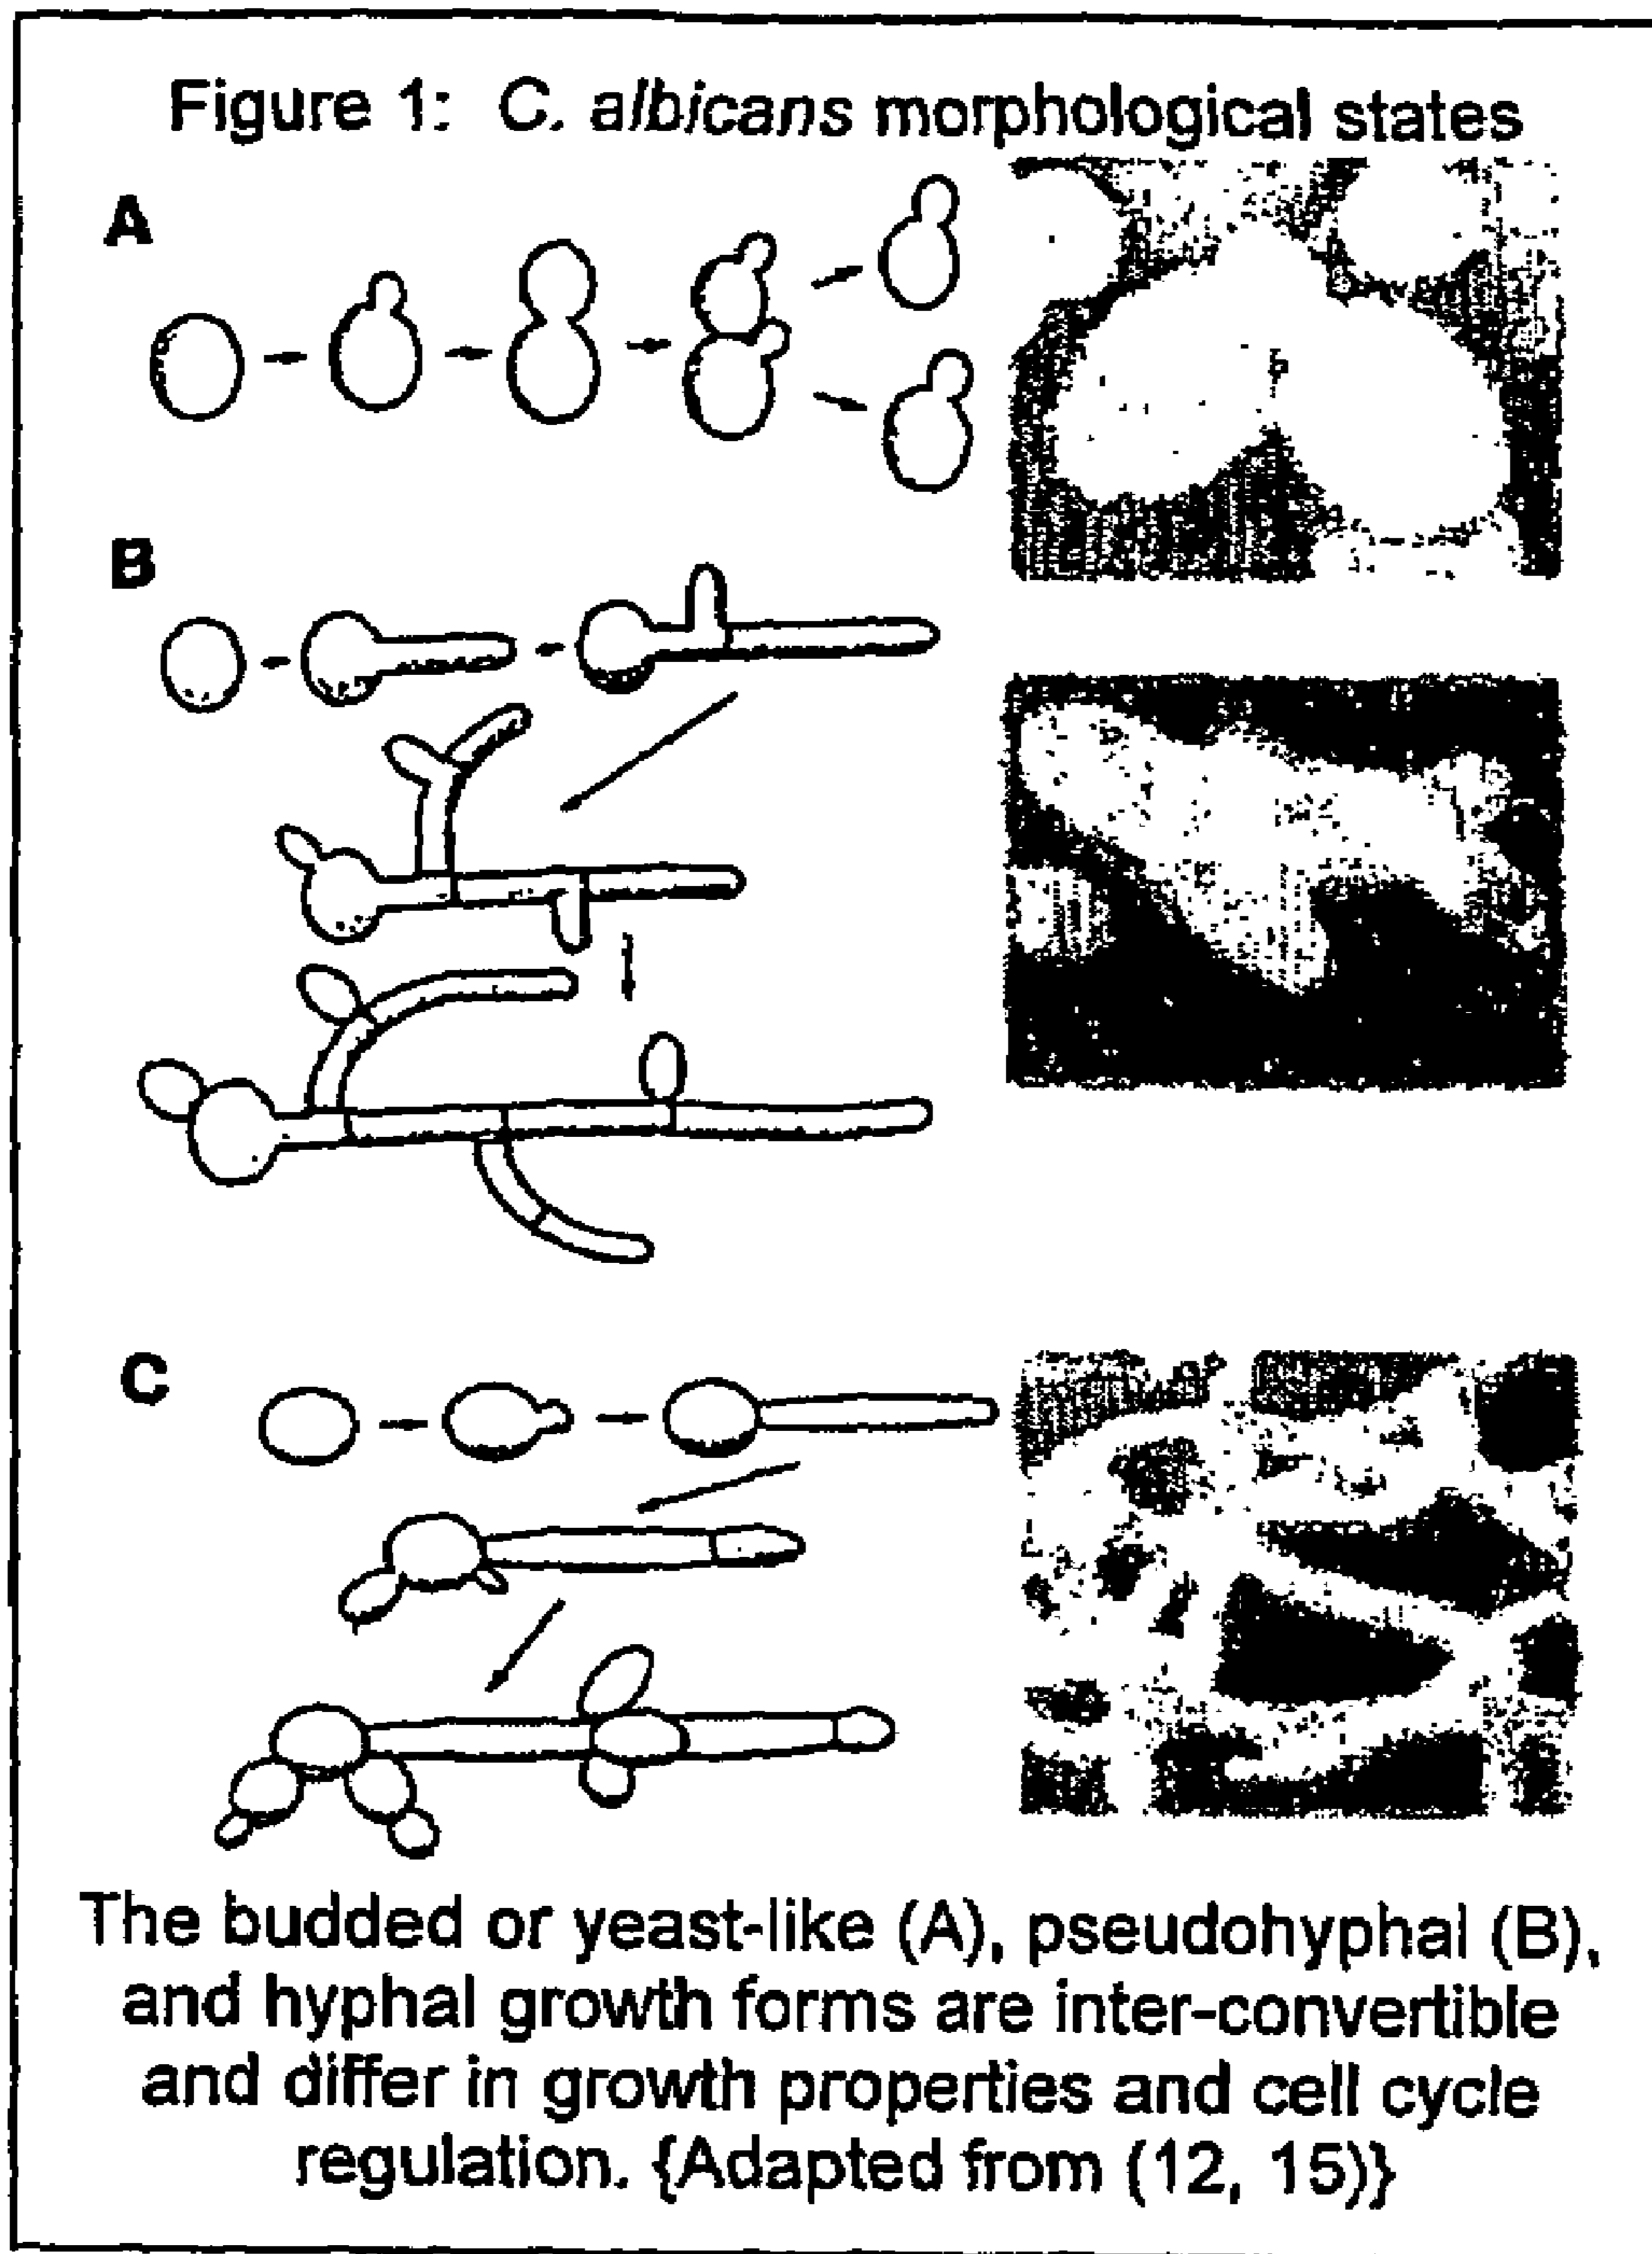 Figure 1: C. albicans morphological states
A
B
C
The budded or yeast-like (A), pseudohyphal (B),
and hyphal growth forms are inter-convertible
and differ in growth properties and cell cycle
regulation. {Adapted from (12, 15)}